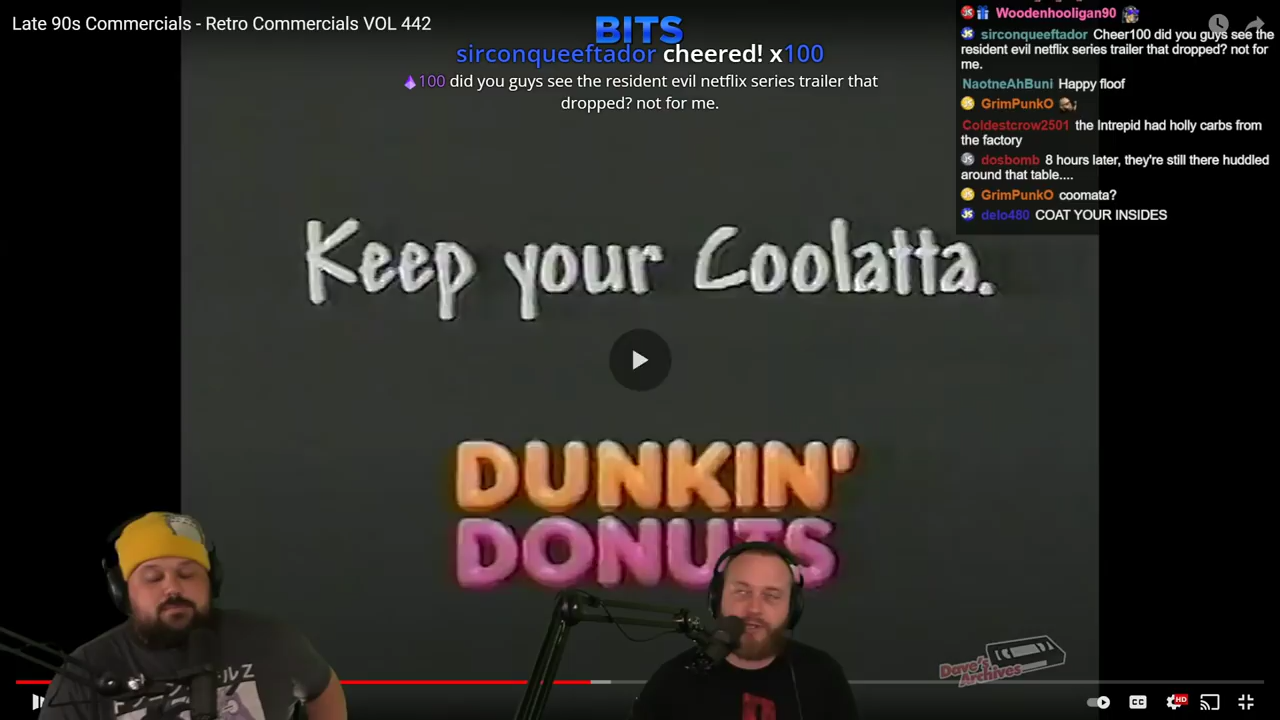 Late 90s Commercials - Retro Commercials VOL 442
BITS
sirconqueeftador cheered! x100
100 did you guys see the resident evil netflix series trailer that
dropped? not for me.
Woodenhooligan90
sirconqueeftador Cheer100 did you guys see the
resident evil netflix series trailer that dropped? not for
me.
NaotneAhBuni Happy floof
GrimPunkO
Coldestcrow2501 the Intrepid had holly carbs from
the factory
dosbomb 8 hours later, they're still there huddled
around that table....
GrimPunkO coomata?
delo480 COAT YOUR INSIDES
Keep your Coolatta.
DUNKIN'
DONUTS
Dave's
Archives
CC
HD